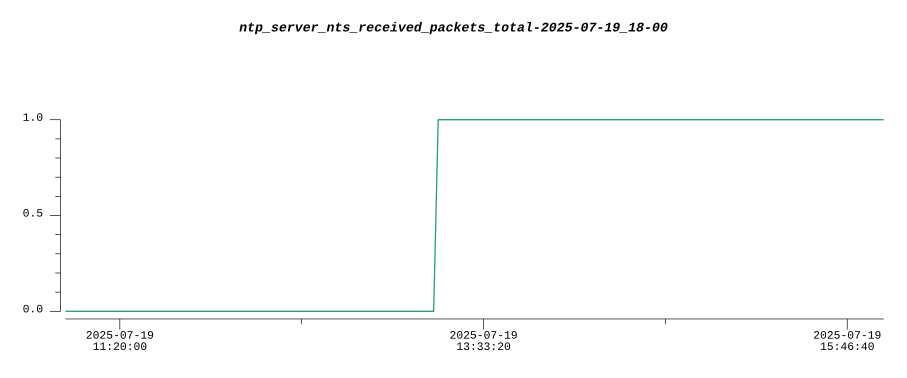 ntp_server_nts_received_packets_total-2025-07-19_18-00
1.0
0.5
0.0
2025-07-19 2025-07-19 2025-07-19
11:20:00 13:33:20 15:46:40